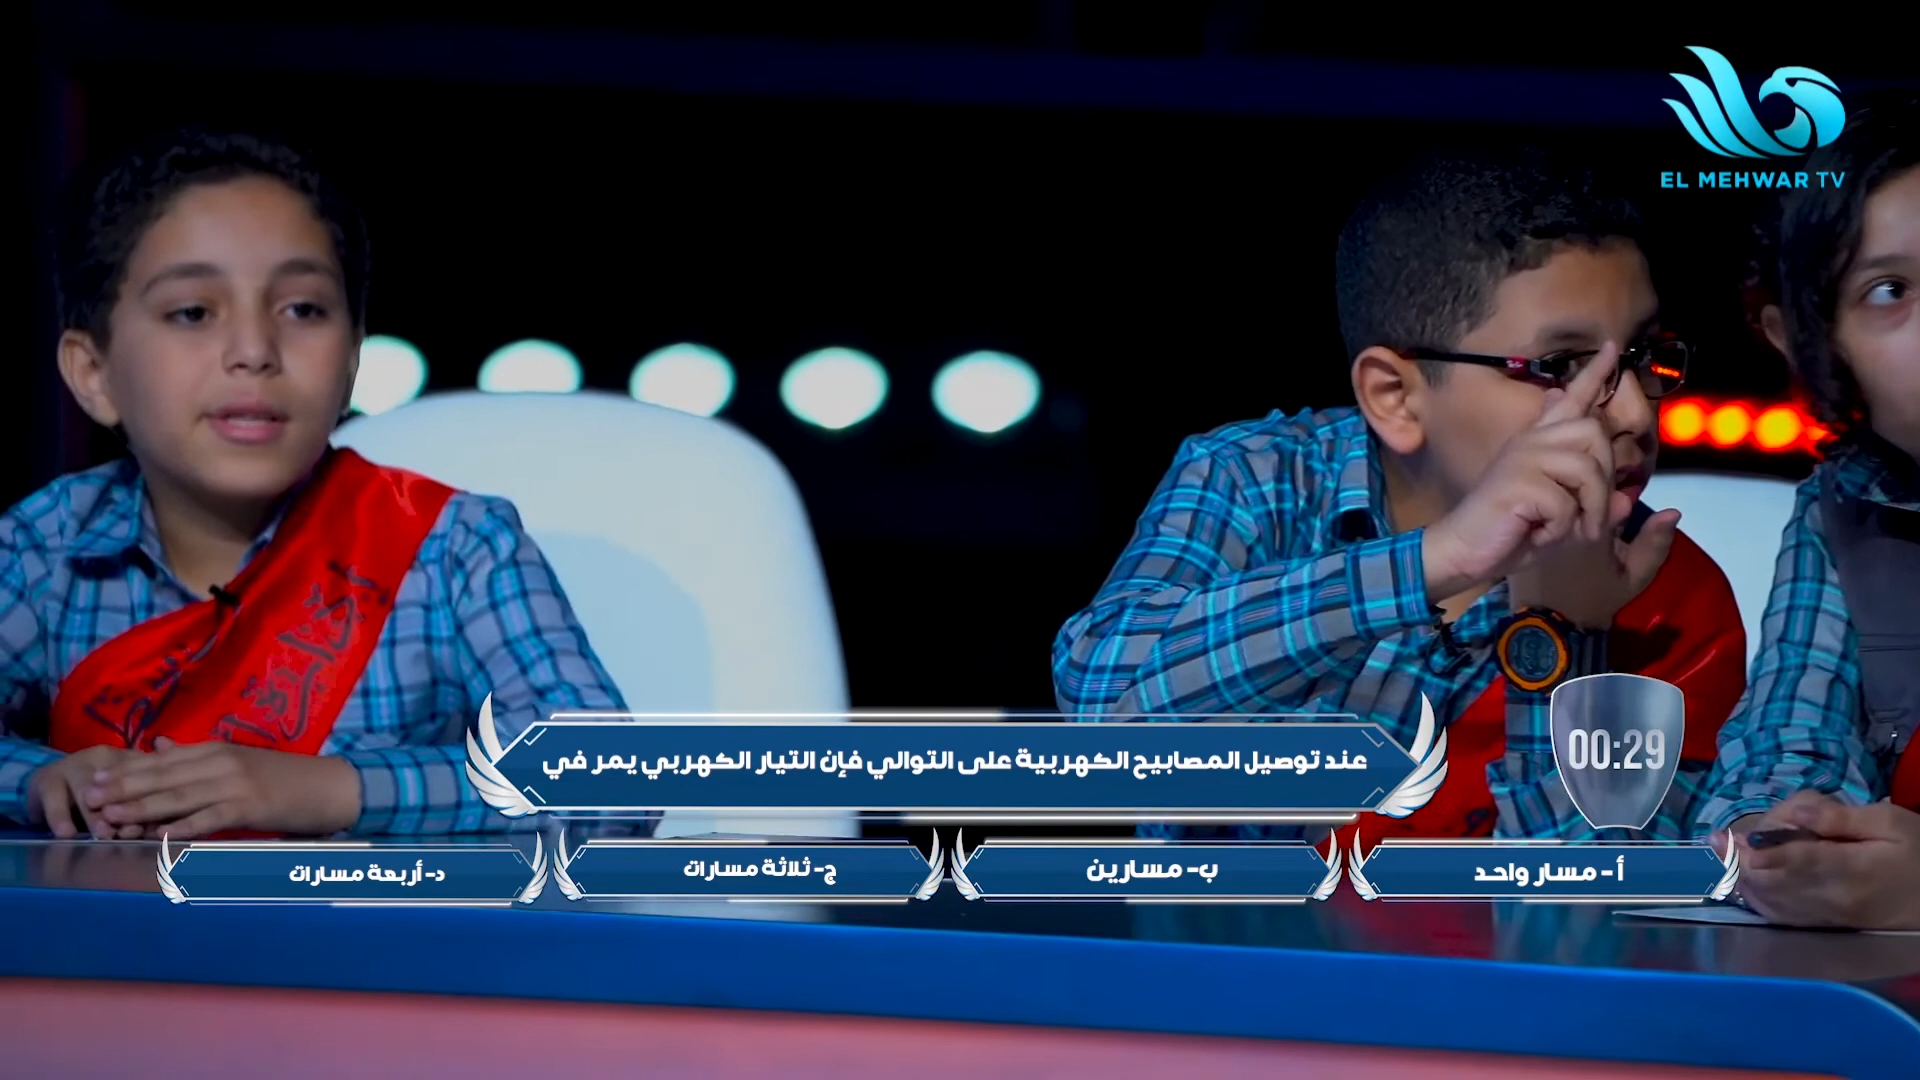 EL MEHWAR TV
عند توصيل المصابيح الكهربية على التوالي فإن التيار الكهربي يمر في
00:29
أ - مسار واحد
ب- مسارين
ج- ثلاثة مسارات
د- أربعة مسارات